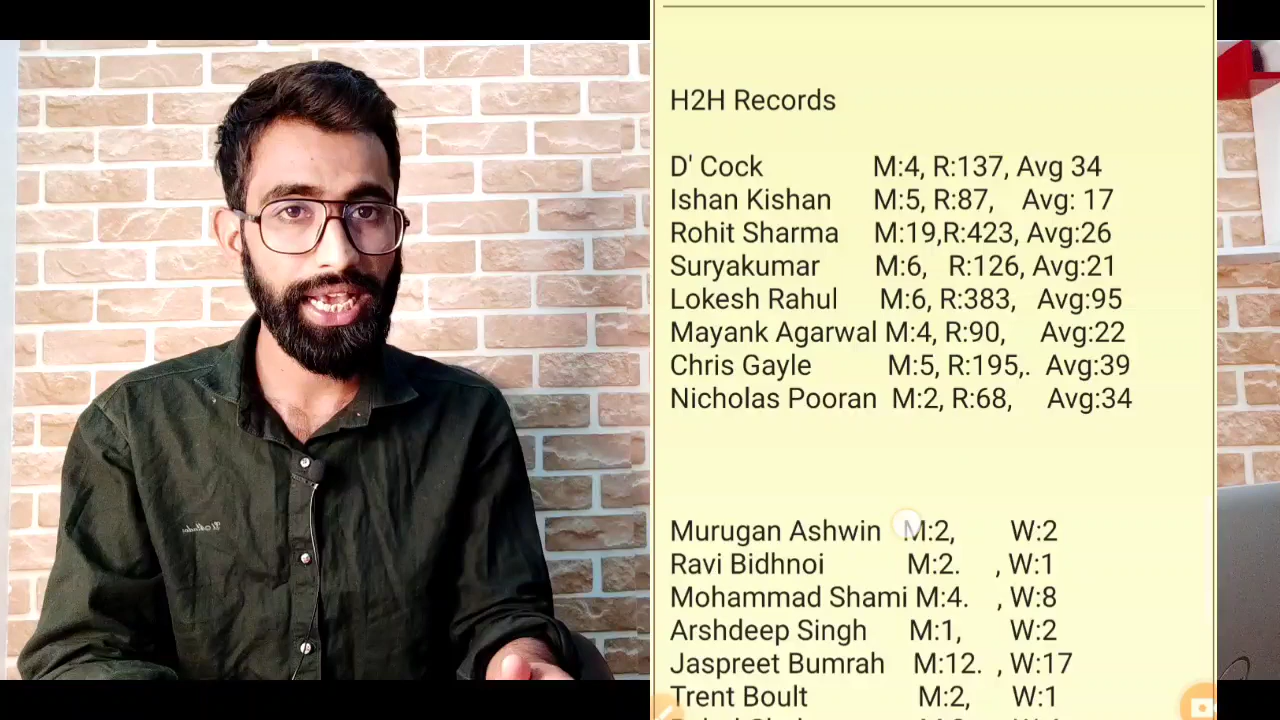 H2H Records
D' Cock M:4, R:137, Avg 34
Ishan Kishan M:5, R:87, Avg: 17
Rohit Sharma M:19,R:423, Avg:26
Suryakumar M:6, R:126, Avg:21
Lokesh Rahul M:6, R:383, Avg:95
Mayank Agarwal M:4, R:90, Avg:22
Chris Gayle M:5, R:195,. Avg:39
Nicholas Pooran M:2, R:68, Avg:34
Murugan Ashwin M:2, W:2
Ravi Bidhnoi M:2. , W:1
Mohammad Shami M:4. , W:8
Arshdeep Singh M:1, W:2
Jaspreet Bumrah M:12. , W:17
Trent Boult M:2, W:1